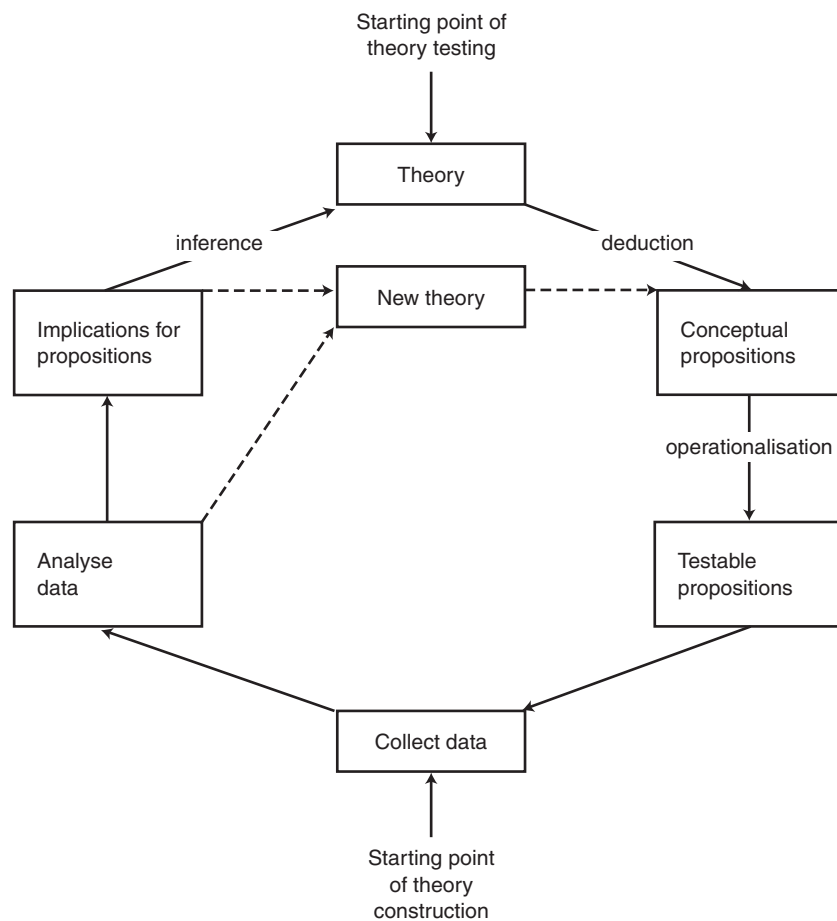 Starting point of
theory testing
Theory
inference
deduction
New theory
Implications for
propositions
Conceptual
propositions
operationalisation
Analyse
data
Testable
propositions
Collect data
Starting point
of theory
construction